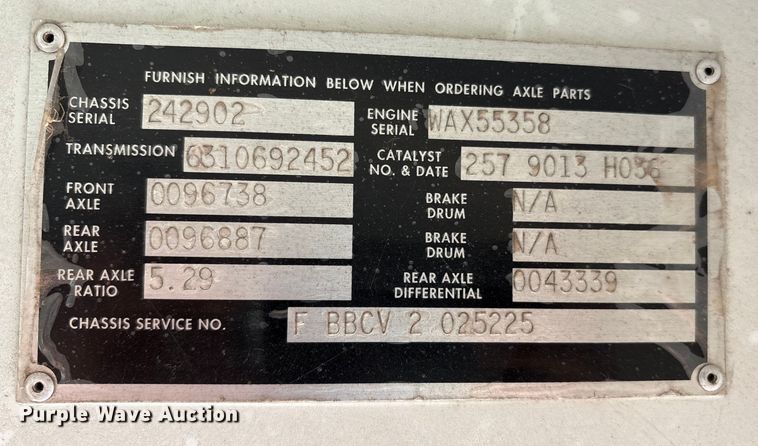 FURNISH INFORMATION BELOW WHEN ORDERING AXLE PARTS
CHASSIS SERIAL 242902 ENGINE SERIAL WAX55358
TRANSMISSION 6310692452 CATALYST NO. & DATE 257 9013 H036
FRONT AXLE 0096738 BRAKE DRUM N/A
REAR AXLE 0096887 BRAKE DRUM N/A
REAR AXLE RATIO 5.29 REAR AXLE DIFFERENTIAL 0043339
CHASSIS SERVICE NO. F BBCV 2 025225
Purple Wave Auction